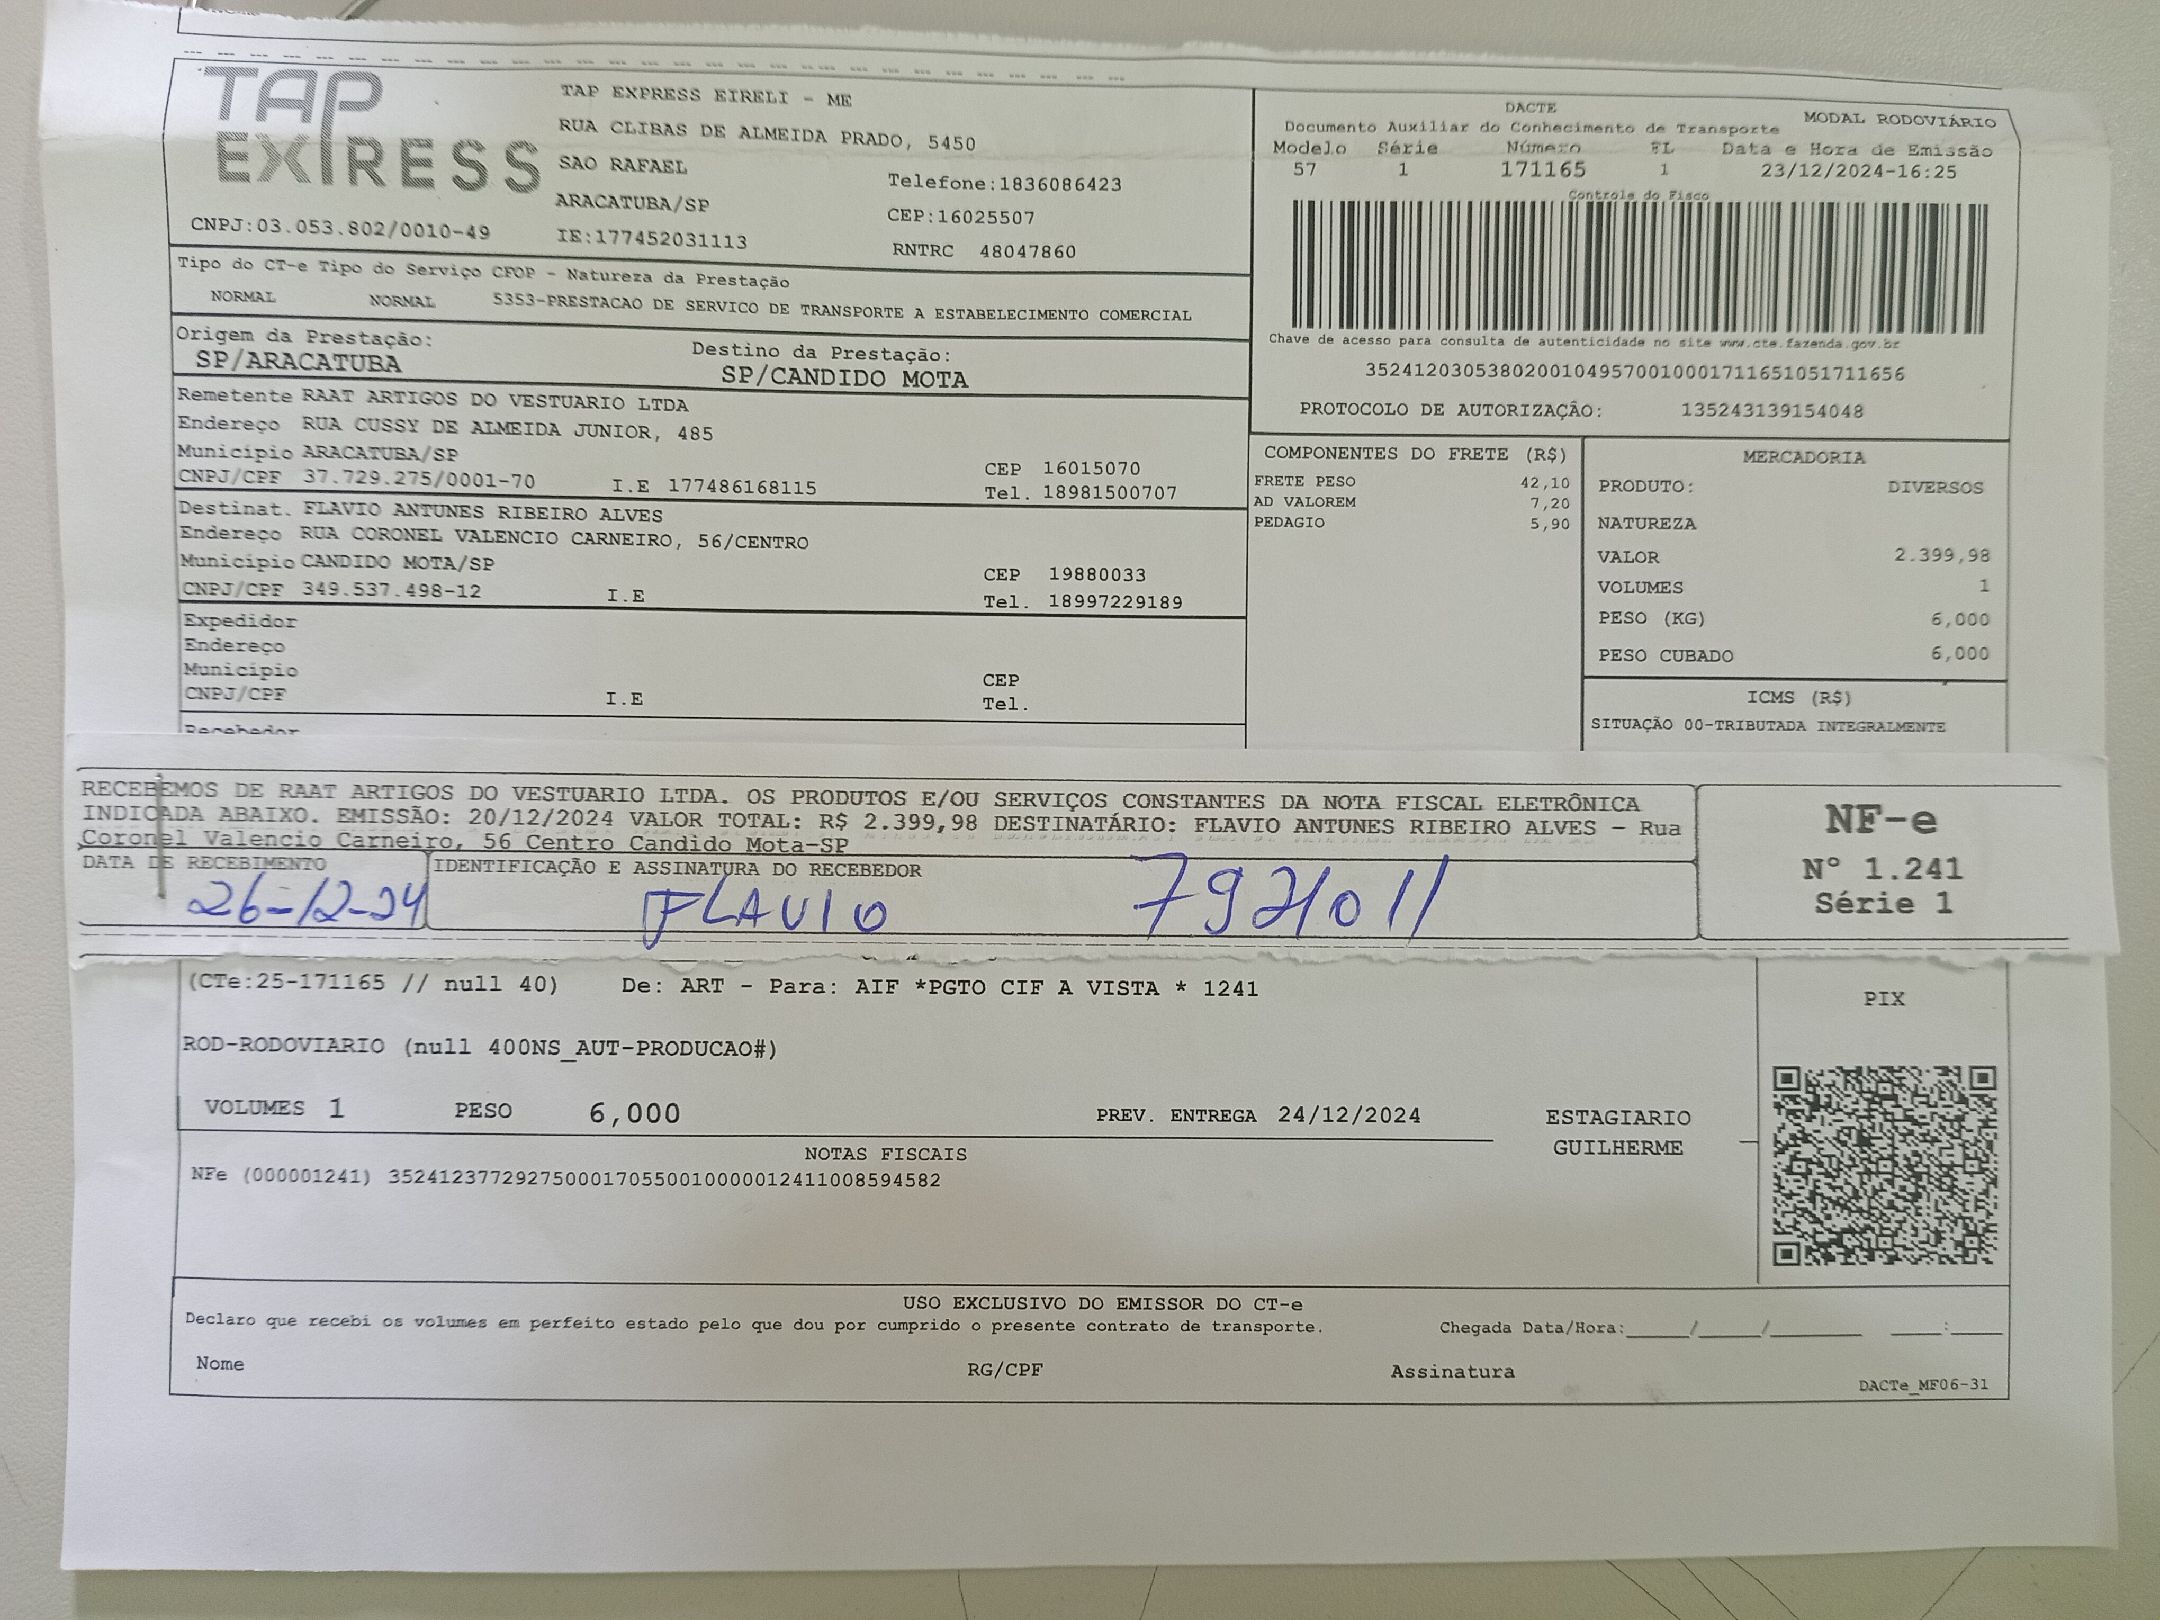 TAP EXPRESS
TAP EXPRESS EIRELI - ME
RUA CLIBAS DE ALMEIDA PRADO, 5450
SAO RAFAEL
Telefone:1836086423
ARACATUBA/SP
CEP:16025507
CNPJ:03.053.802/0010-49
IE:177452031113
RNTRC 48047860
DACTE
MODAL RODOVIÁRIO
Documento Auxiliar do Conhecimento de Transporte
Modelo Série Número FL Data e Hora de Emissão
57 1 171165 1 23/12/2024-16:25
Controle do Fisco
Chave de acesso para consulta de autenticidade no site www.cte.fazenda.gov.br
35241203053802001049570010001711651051711656
PROTOCOLO DE AUTORIZAÇÃO: 135243139154048
Tipo do CT-e Tipo do Serviço CFOP - Natureza da Prestação
NORMAL NORMAL 5353-PRESTACAO DE SERVICO DE TRANSPORTE A ESTABELECIMENTO COMERCIAL
Origem da Prestação: Destino da Prestação:
SP/ARACATUBA SP/CANDIDO MOTA
Remetente RAAT ARTIGOS DO VESTUARIO LTDA
Endereço RUA CUSSY DE ALMEIDA JUNIOR, 485
Município ARACATUBA/SP CEP 16015070
CNPJ/CPF 37.729.275/0001-70 I.E 177486168115 Tel. 18981500707
Destinat. FLAVIO ANTUNES RIBEIRO ALVES
Endereço RUA CORONEL VALENCIO CARNEIRO, 56/CENTRO
Município CANDIDO MOTA/SP CEP 19880033
CNPJ/CPF 349.537.498-12 I.E Tel. 18997229189
Expedidor
Endereço
Município CEP
CNPJ/CPF I.E Tel.
Recebedor
COMPONENTES DO FRETE (R$)
FRETE PESO 42,10
AD VALOREM 7,20
PEDAGIO 5,90
MERCADORIA
PRODUTO: DIVERSOS
NATUREZA
VALOR 2.399,98
VOLUMES 1
PESO (KG) 6,000
PESO CUBADO 6,000
ICMS (R$)
SITUAÇÃO 00-TRIBUTADA INTEGRALMENTE
RECEBEMOS DE RAAT ARTIGOS DO VESTUARIO LTDA. OS PRODUTOS E/OU SERVIÇOS CONSTANTES DA NOTA FISCAL ELETRÔNICA
INDICADA ABAIXO. EMISSÃO: 20/12/2024 VALOR TOTAL: R$ 2.399,98 DESTINATÁRIO: FLAVIO ANTUNES RIBEIRO ALVES - Rua
Coronel Valencio Carneiro, 56 Centro Candido Mota-SP
DATA DE RECEBIMENTO IDENTIFICAÇÃO E ASSINATURA DO RECEBEDOR
26-12-24 FLAVIO
NF-e
N° 1.241
Série 1
(CTe:25-171165 // null 40) De: ART - Para: AIF *PGTO CIF A VISTA * 1241
ROD-RODOVIARIO (null 400NS_AUT-PRODUCAO#)
VOLUMES 1 PESO 6,000 PREV. ENTREGA 24/12/2024 ESTAGIARIO
GUILHERME
PIX
NOTAS FISCAIS
NFe (000001241) 35241237729275000170550010000012411008594582
USO EXCLUSIVO DO EMISSOR DO CT-e
Declaro que recebi os volumes em perfeito estado pelo que dou por cumprido o presente contrato de transporte. Chegada Data/Hora:____/____/______ ___:____
Nome RG/CPF Assinatura
DACTe_MF06-31